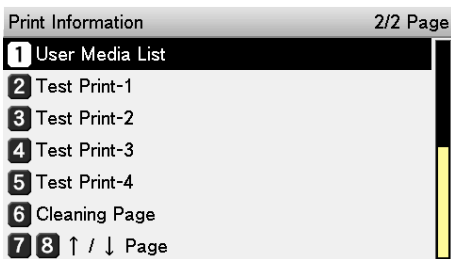 Print Information 2/2 Page
1 User Media List
2 Test Print-1
3 Test Print-2
4 Test Print-3
5 Test Print-4
6 Cleaning Page
7 8 ↑ / ↓ Page